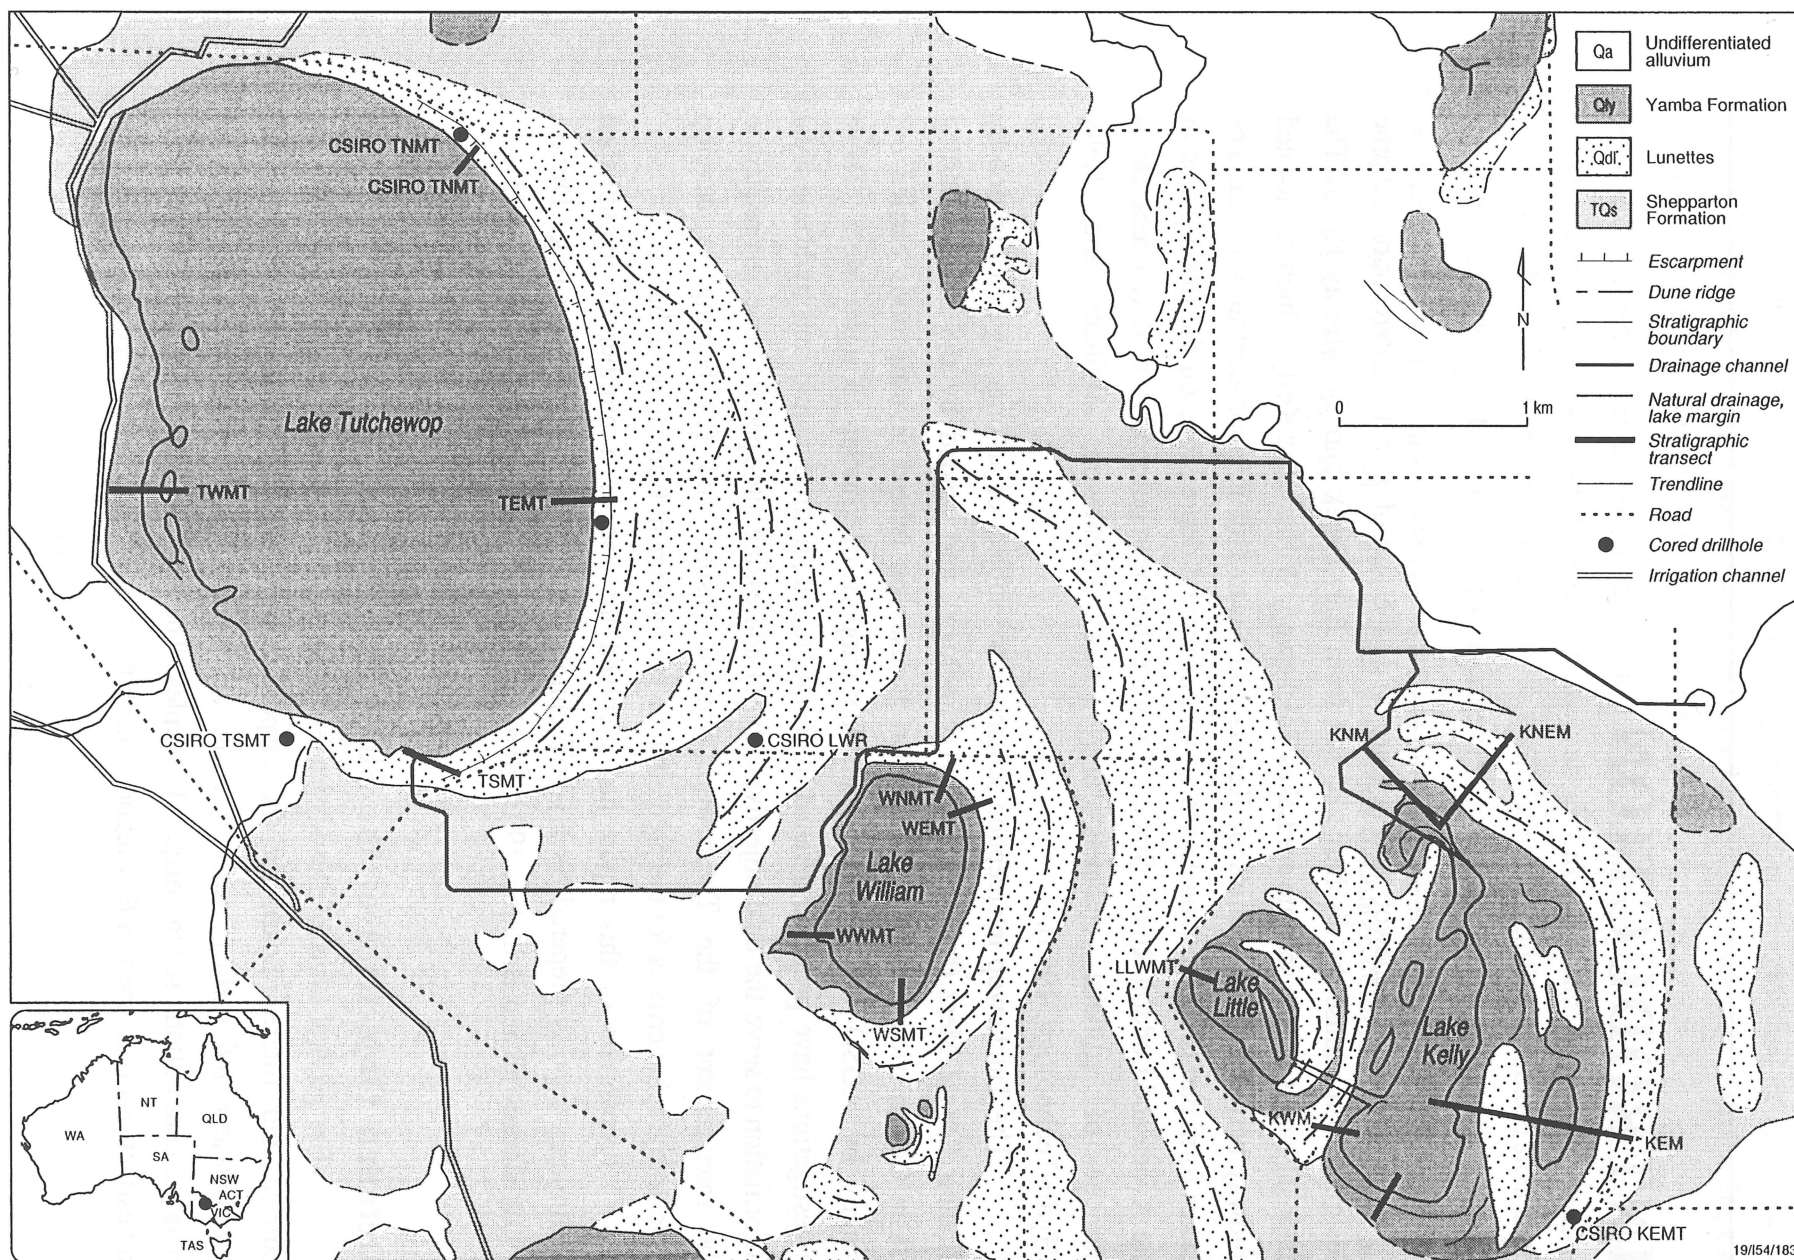 Qa
Undifferentiated
alluvium
Qly
Yamba Formation
Qdl.
Lunettes
TQs
Shepparton
Formation
Escarpment
Dune ridge
Stratigraphic
boundary
Drainage channel
Natural drainage,
lake margin
Stratigraphic
transect
Trendline
Road
Cored drillhole
Irrigation channel
N
0 1 km
CSIRO TNMT
CSIRO TNMT
Lake Tutchewop
TWMT
TEMT
CSIRO TSMT
TSMT
CSIRO LWR
WNMT
WEMT
Lake
William
WWMT
WSMT
KNM
KNEM
LLWMT
Lake
Little
Lake
Kelly
KWM
KEM
CSIRO KEMT
WA
NT
QLD
SA
NSW
ACT
VIC
TAS
19/I54/183